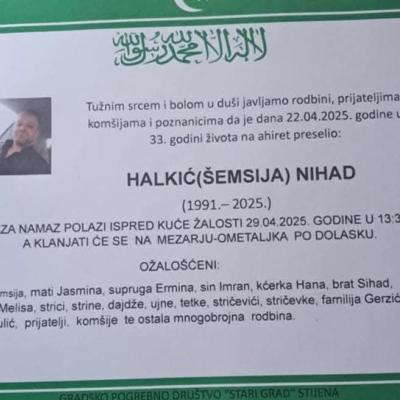 لا إله إلا الله محمد رسول الله
Tužnim srcem i bolom u duši javljamo rodbini, prijateljima
komšijama i poznanicima da je dana 22.04.2025. godine u
33. godini života na ahiret preselio:
HALKIĆ(ŠEMSIJA) NIHAD
(1991.– 2025.)
ZA NAMAZ POLAZI ISPRED KUĆE ŽALOSTI 29.04.2025. GODINE U 13:3
A KLANJATI ĆE SE NA MEZARJU-OMETALJKA PO DOLASKU.
OŽALOŠĆENI:
msija, mati Jasmina, supruga Ermina, sin Imran, kćerka Hana, brat Sihad,
Melisa, strici, strine, dajdže, ujne, tetke, stričevići, stričevke, familija Gerzić
ulić, prijatelji, komšije te ostala mnogobrojna rodbina.
GRADSKO POGREBNO DRUŠTVO "STARI GRAD" STIJENA